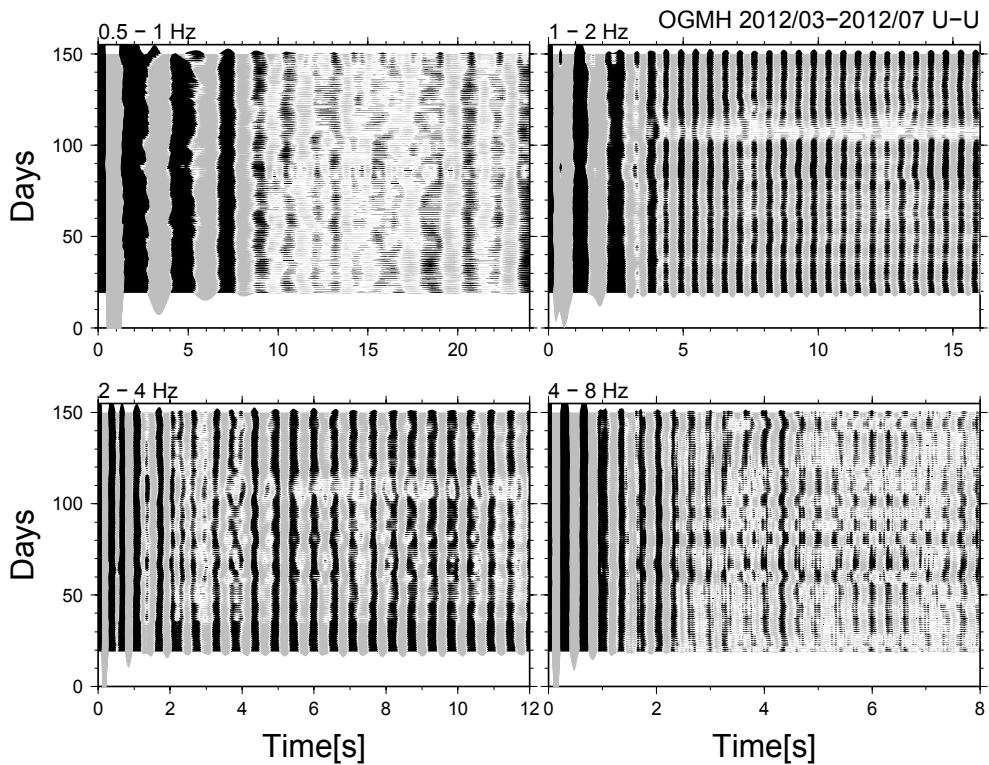 OGMH 2012/03−2012/07 U−U
0.5 − 1 Hz
1 − 2 Hz
150
100
50
0
Days
0 5 10 15 20
0 5 10 15
2 − 4 Hz
4 − 8 Hz
150
100
50
0
Days
0 2 4 6 8 10 12
0 2 4 6 8
Time[s]
Time[s]